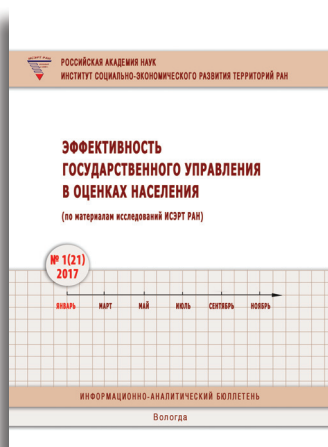 РОССИЙСКАЯ АКАДЕМИЯ НАУК
ИНСТИТУТ СОЦИАЛЬНО-ЭКОНОМИЧЕСКОГО РАЗВИТИЯ ТЕРРИТОРИЙ РАН
ЭФФЕКТИВНОСТЬ
ГОСУДАРСТВЕННОГО УПРАВЛЕНИЯ
В ОЦЕНКАХ НАСЕЛЕНИЯ
(по материалам исследований ИСЭРТ РАН)
№ 1(21)
2017
ЯНВАРЬ МАРТ МАЙ ИЮЛЬ СЕНТЯБРЬ НОЯБРЬ
ИНФОРМАЦИОННО-АНАЛИТИЧЕСКИЙ БЮЛЛЕТЕНЬ
Вологда